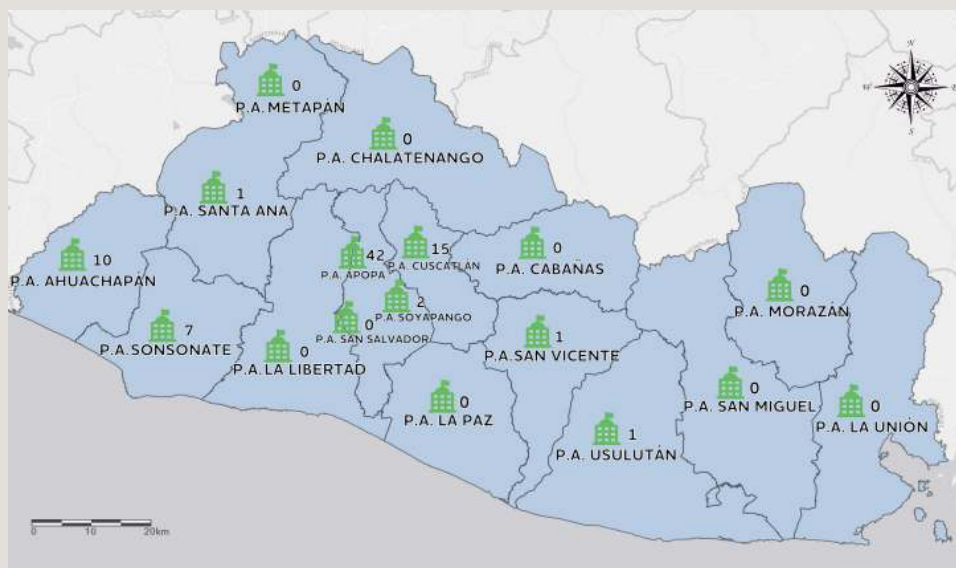 N
W
E
S
0
P.A. METAPÁN
0
P.A. CHALATENANGO
1
P.A. SANTA ANA
10
P.A. AHUACHAPÁN
42
P.A. APOPA
15
P.A. CUSCATLÁN
0
P.A. CABAÑAS
0
P.A. MORAZÁN
7
P.A.SONSONATE
0
P.A.LA LIBERTAD
0
P.A. SAN SALVADOR
2
P.A.SOYAPANGO
1
P.A.SAN VICENTE
0
P.A. LA PAZ
1
P.A. USULUTÁN
0
P.A. SAN MIGUEL
0
P.A. LA UNIÓN
0 10 20km